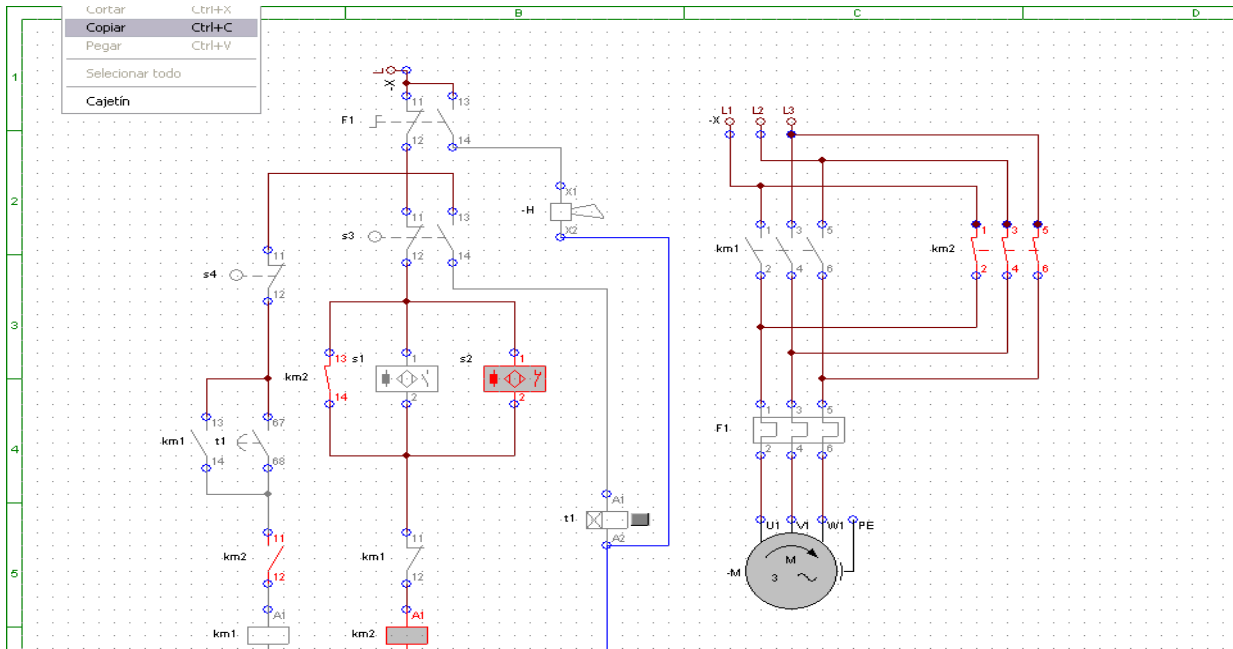 Cortar Ctrl+X
Copiar Ctrl+C
Pegar Ctrl+V
Selecionar todo
Cajetín
B C D
1
2
3
4
5
L
-X
11 13
F1
12 14
X1
-H
X2
11 13
s3
12 14
11
s4
12
13 s1 1 s2 1
km2
14 2 2
13 67
km1 t1
14 68
A1
t1
A2
11 11
km2 km1
12 12
A1 A1
km1 km2
L1 L2 L3
-X
1 3 5
km1
2 4 6
1 3 5
km2
2 4 6
1 3 5
F1
2 4 6
U1 V1 W1 PE
M
-M
3